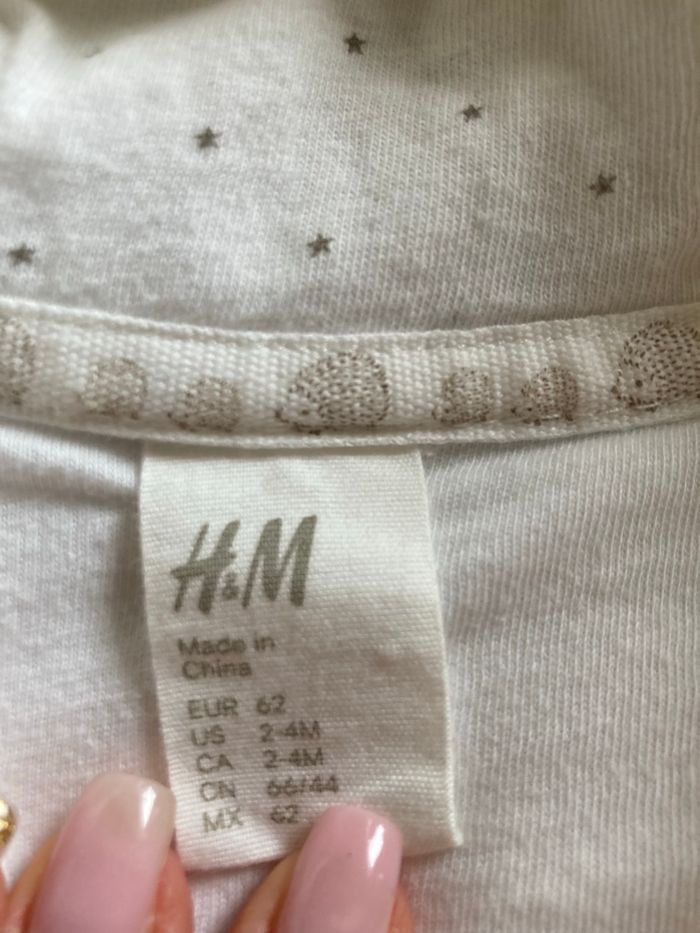 H&M
Made in
China
EUR 62
US 2-4M
CA 2-4M
CN 66/44
MX 62